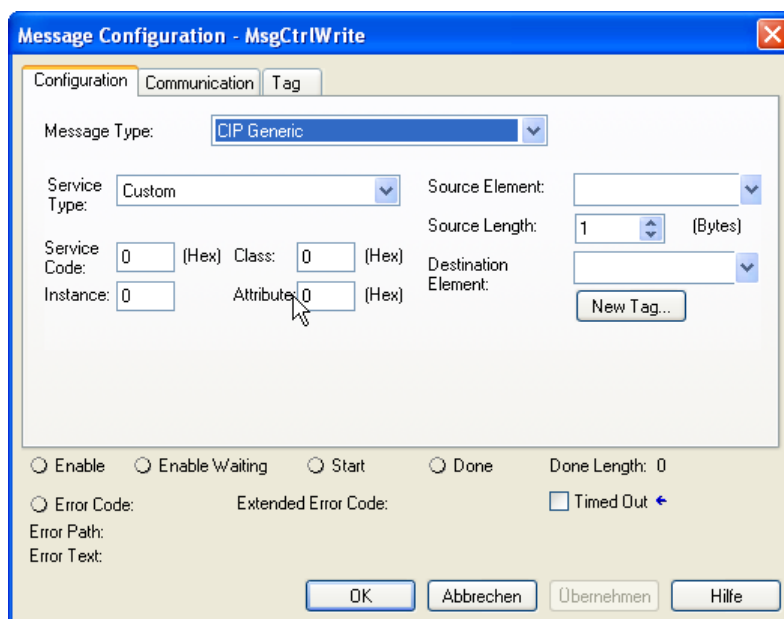 Message Configuration - MsgCtrlWrite
Configuration Communication Tag
Message Type: CIP Generic
Service Type: Custom
Source Element:
Source Length: 1 (Bytes)
Service Code: 0 (Hex) Class: 0 (Hex)
Destination Element:
Instance: 0 Attribute: 0 (Hex)
New Tag...
Enable Enable Waiting Start Done Done Length: 0
Error Code: Extended Error Code: Timed Out
Error Path:
Error Text:
OK Abbrechen Übernehmen Hilfe